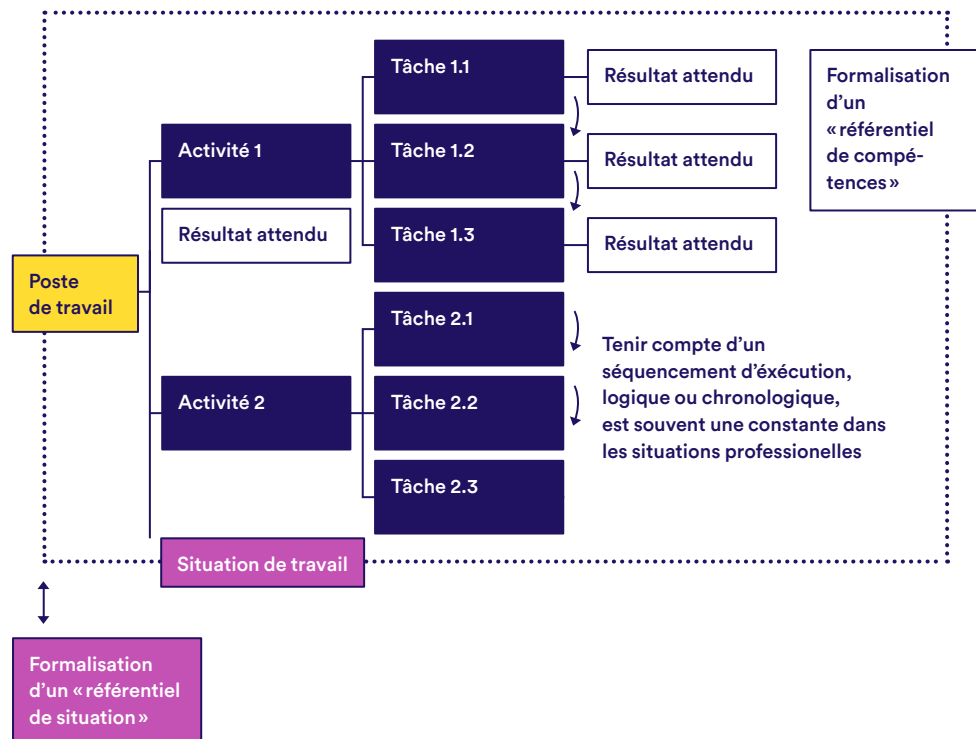 Tâche 1.1
Résultat attendu
Formalisation
d'un
« référentiel
de compé-
tences »
Activité 1
Tâche 1.2
Résultat attendu
Résultat attendu
Tâche 1.3
Résultat attendu
Poste
de travail
Tâche 2.1
Tenir compte d'un
séquencement d'éxécution,
logique ou chronologique,
est souvent une constante dans
les situations professionelles
Activité 2
Tâche 2.2
Tâche 2.3
Situation de travail
Formalisation
d'un « référentiel
de situation »